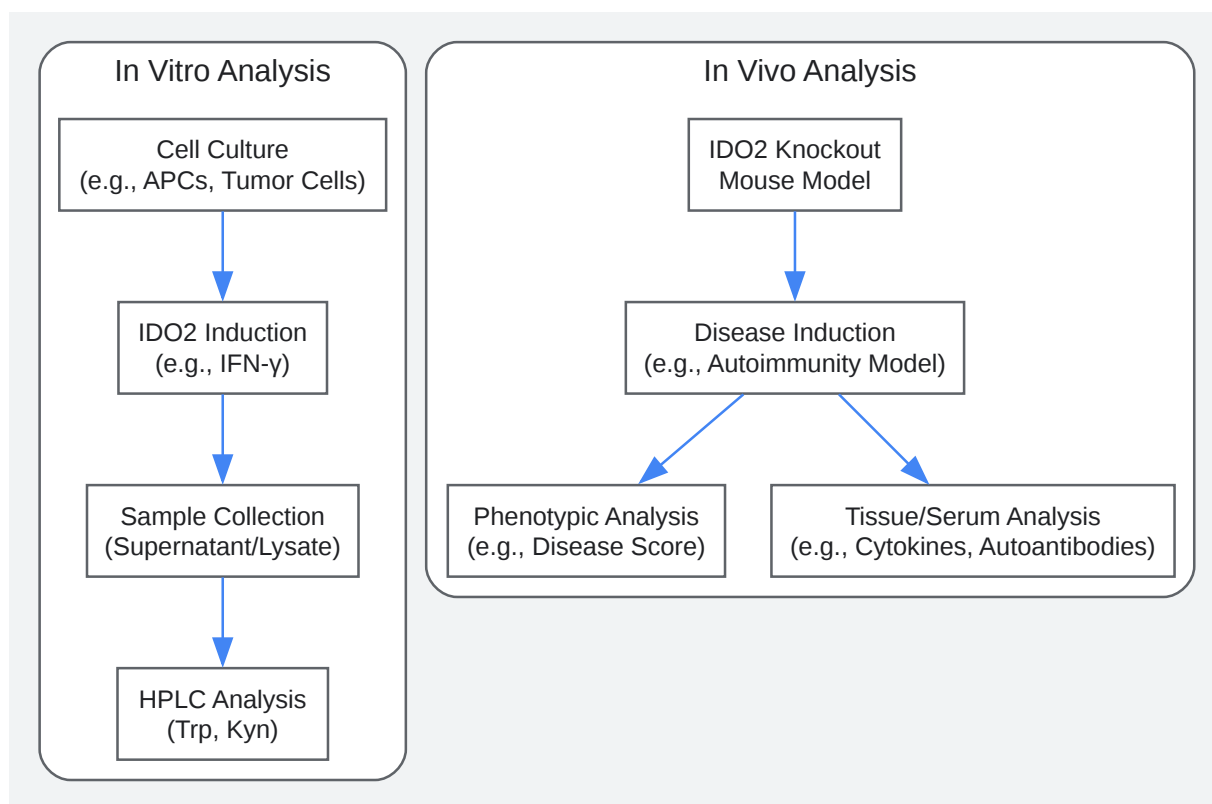 In Vitro Analysis
Cell Culture
(e.g., APCs, Tumor Cells)
IDO2 Induction
(e.g., IFN-γ)
Sample Collection
(Supernatant/Lysate)
HPLC Analysis
(Trp, Kyn)
In Vivo Analysis
IDO2 Knockout
Mouse Model
Disease Induction
(e.g., Autoimmunity Model)
Phenotypic Analysis
(e.g., Disease Score)
Tissue/Serum Analysis
(e.g., Cytokines, Autoantibodies)